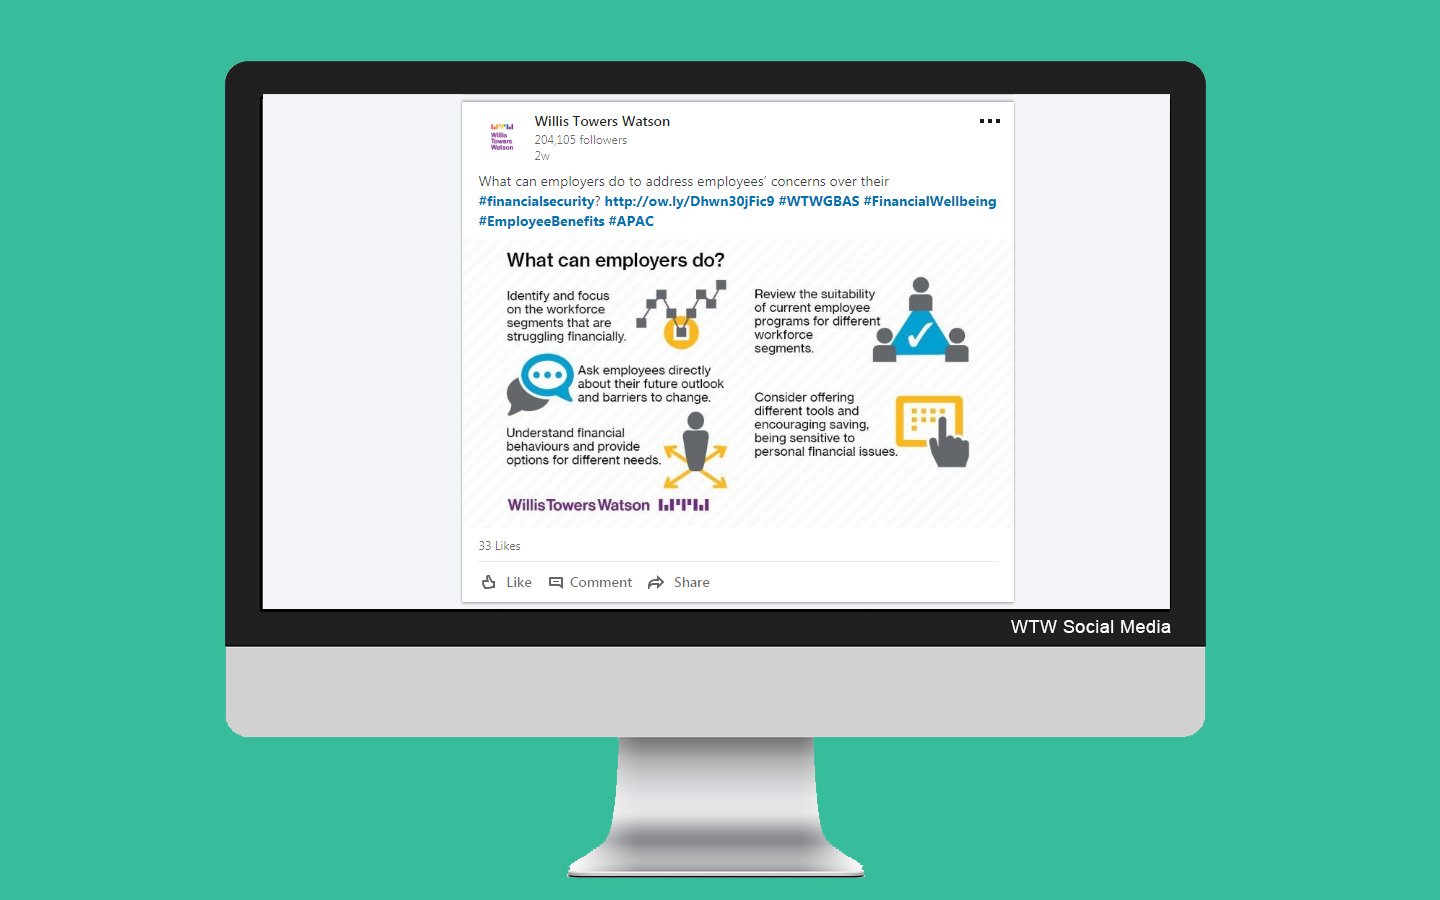 Willis
Towers
Watson
Willis Towers Watson
204,105 followers
2w
What can employers do to address employees’ concerns over their
#financialsecurity? http://ow.ly/Dhwn30jFic9 #WTWGBAS #FinancialWellbeing
#EmployeeBenefits #APAC
What can employers do?
Identify and focus
on the workforce
segments that are
struggling financially.
Ask employees directly
about their future outlook
and barriers to change.
Understand financial
behaviours and provide
options for different needs.
Review the suitability
of current employee
programs for different
workforce
segments.
Consider offering
different tools and
encouraging saving,
being sensitive to
personal financial issues.
Willis Towers Watson
33 Likes
Like Comment Share
WTW Social Media